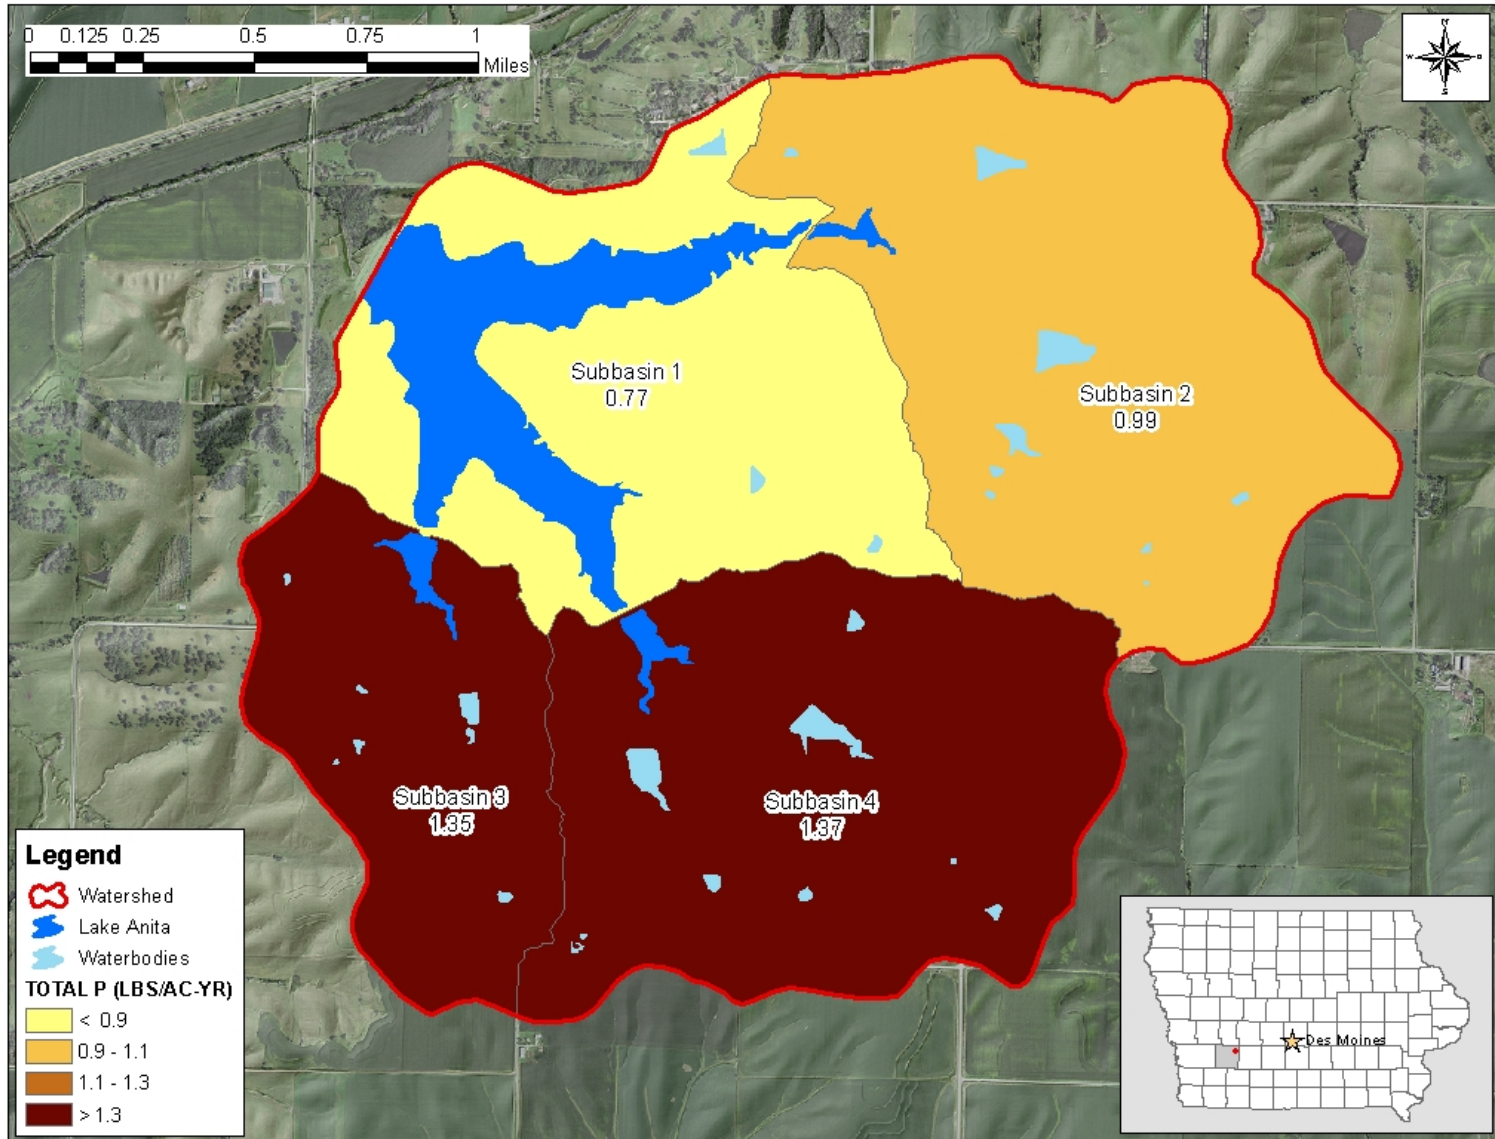 0 0.125 0.25 0.5 0.75 1
Miles
N
W
S
Subbasin 1
0.77
Subbasin 2
0.99
Subbasin 3
1.35
Subbasin 4
1.37
Legend
Watershed
Lake Anita
Waterbodies
TOTAL P (LBS/AC-YR)
< 0.9
0.9 - 1.1
1.1 - 1.3
> 1.3
Des Moines